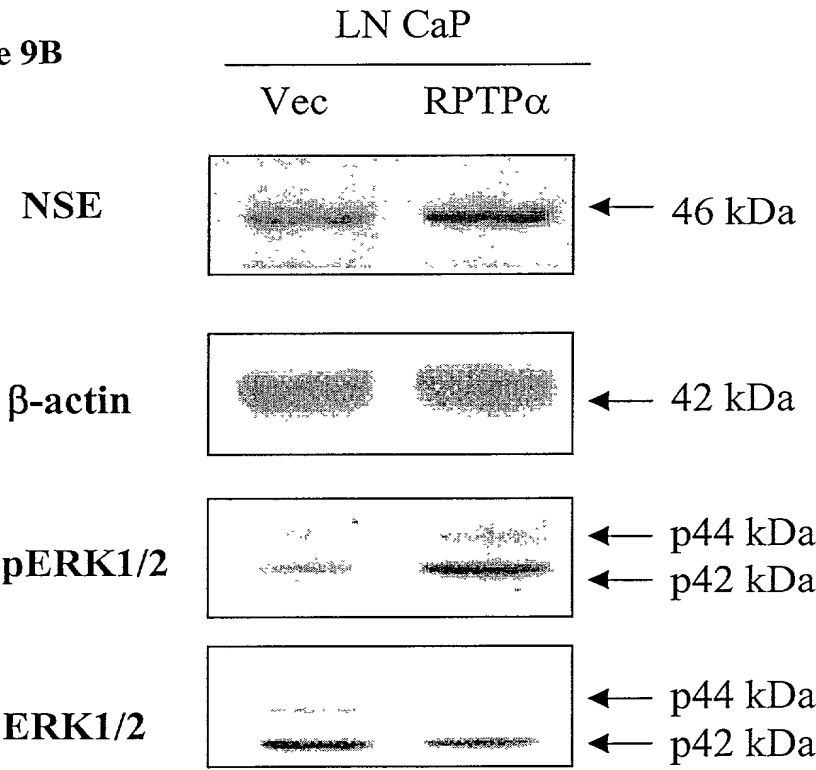 LN CaP
e 9B
Vec RPTPα
NSE
46 kDa
β-actin
42 kDa
pERK1/2
p44 kDa
p42 kDa
ERK1/2
p44 kDa
p42 kDa